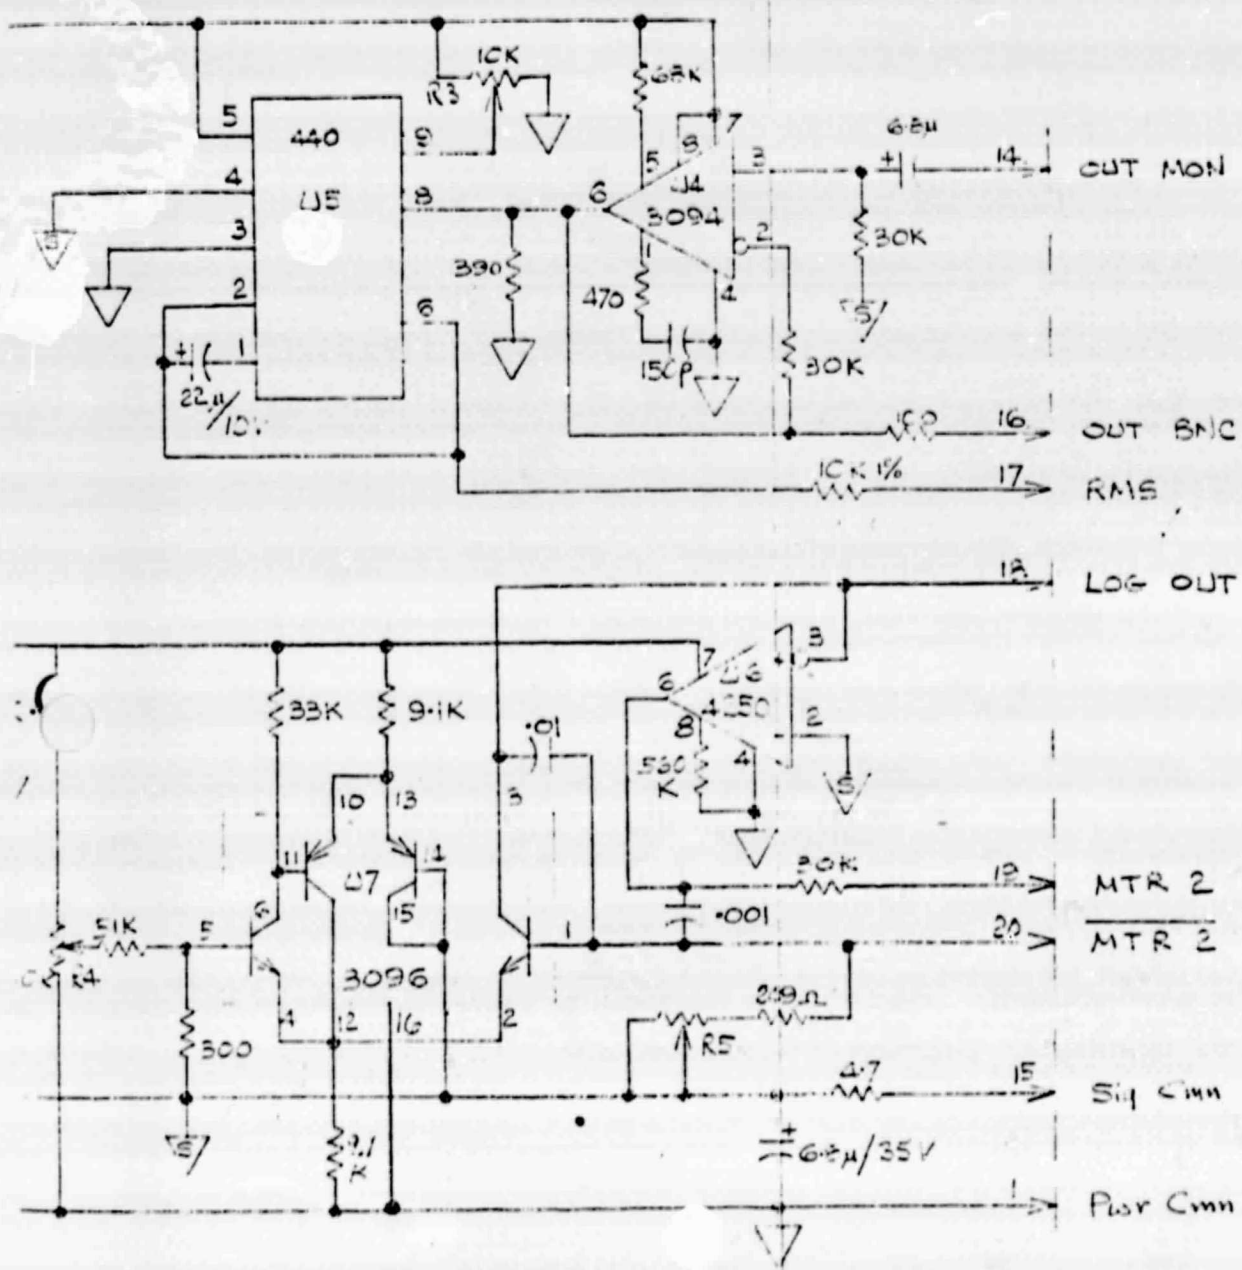 10K
R3
68K
5
440
9
7
8
6.8μ
4
U5
8
6
5
U4
3094
3
14
OUT MON
3
390
1
2
30K
2
6
470
4
1
150p
30K
22μ/
10V
16
OUT BNC
10K 1%
17
RMS
18
LOG OUT
7
U6
3
6
4250
33K
9.1K
.01
8
2
560
K
4
S
10
13
3
11
U7
14
30K
19
MTR 2
6
15
.001
51K
5
1
20
MTR 2
R4
3096
4
12
16
2
R5
300
4.7
15
Sig Cmn
S
9.1
K
6.8μ/35V
1
Pwr Cmn